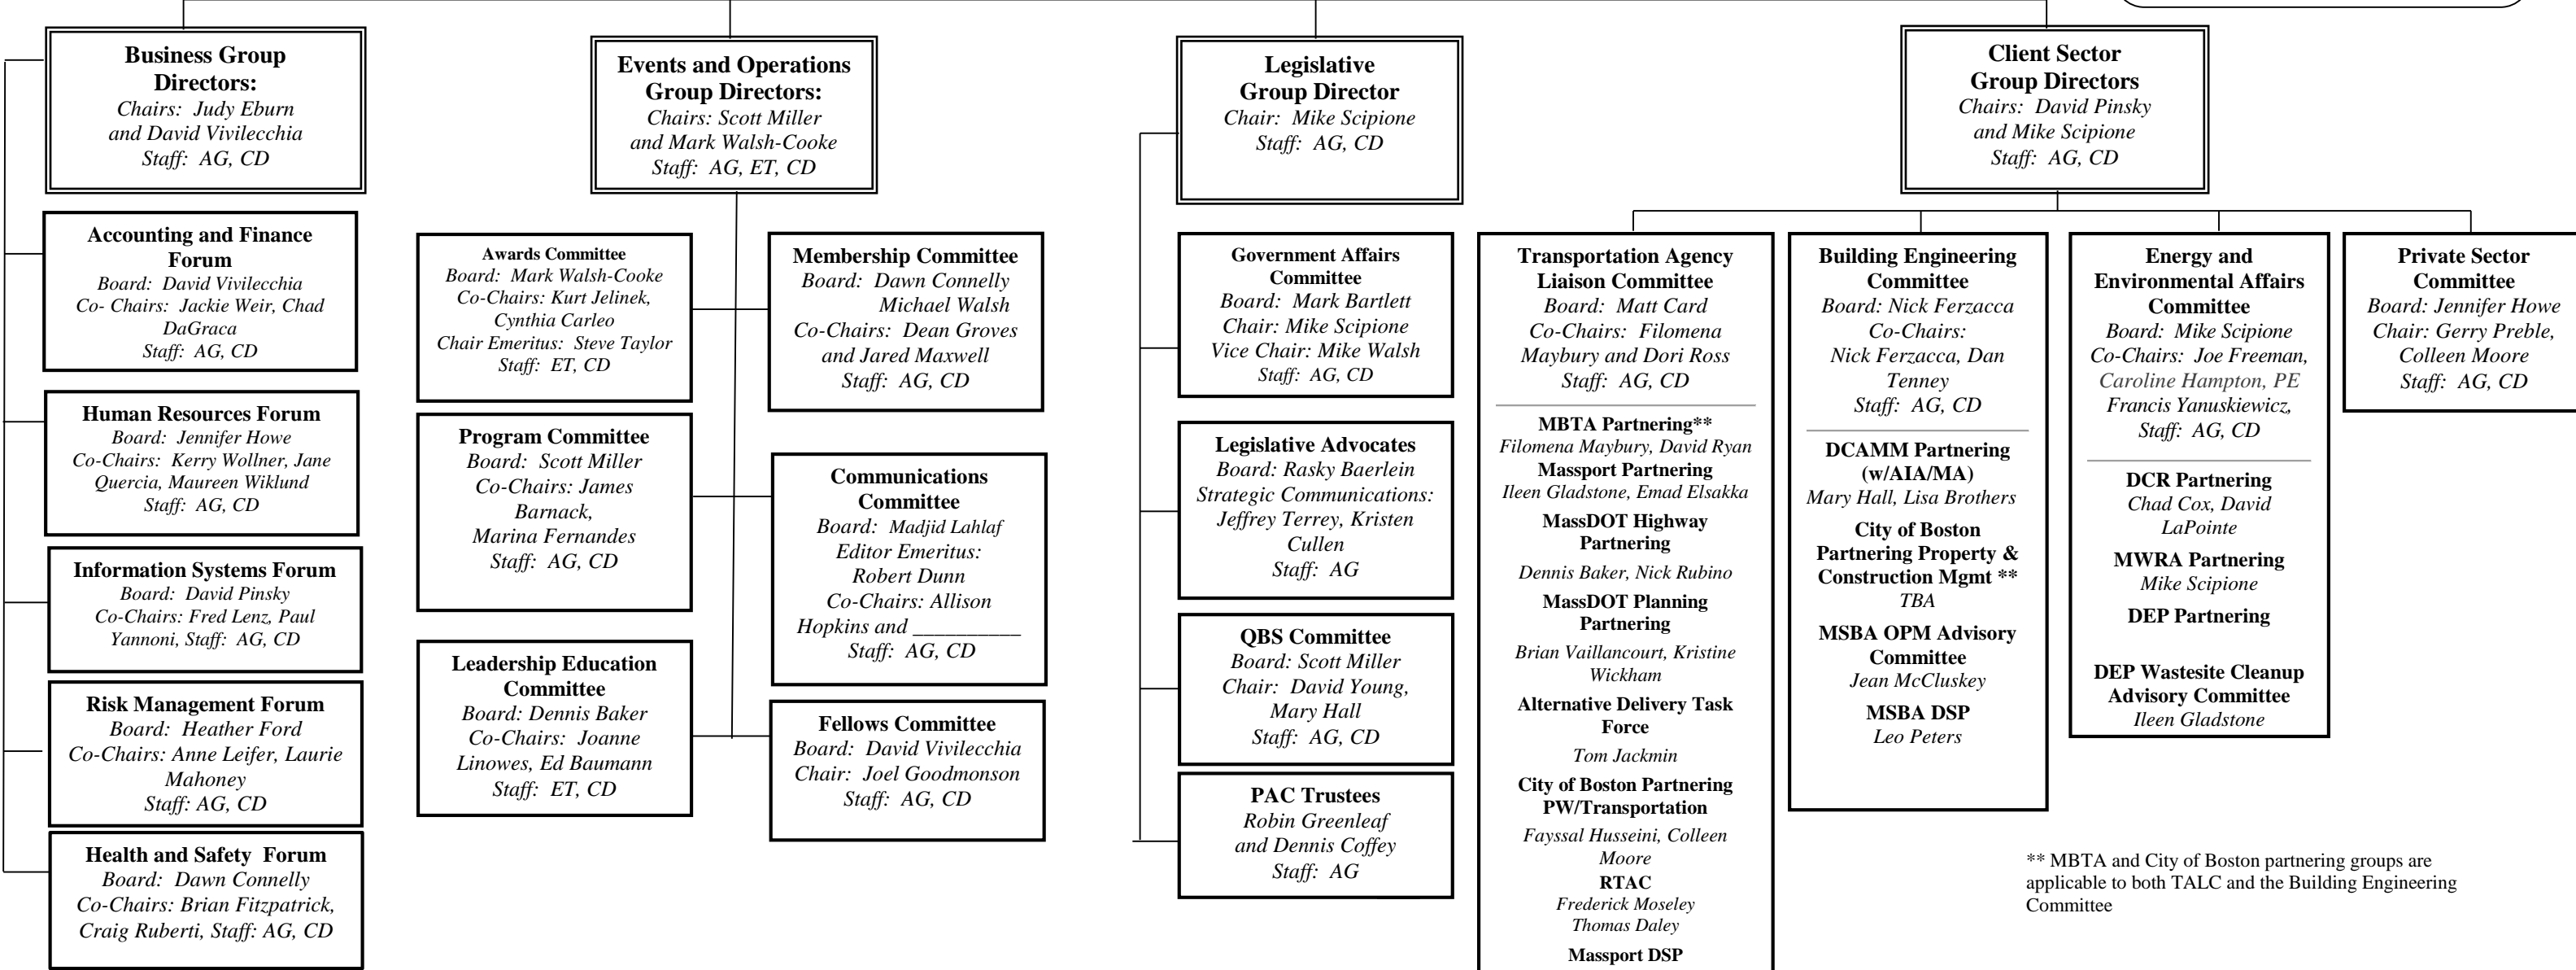 Business Group
Directors:
Chairs: Judy Eburn
and David Vivilecchia
Staff: AG, CD
Accounting and Finance
Forum
Board: David Vivilecchia
Co- Chairs: Jackie Weir, Chad
DaGraca
Staff: AG, CD
Human Resources Forum
Board: Jennifer Howe
Co-Chairs: Kerry Wollner, Jane
Quercia, Maureen Wiklund
Staff: AG, CD
Information Systems Forum
Board: David Pinsky
Co-Chairs: Fred Lenz, Paul
Yannoni, Staff: AG, CD
Risk Management Forum
Board: Heather Ford
Co-Chairs: Anne Leifer, Laurie
Mahoney
Staff: AG, CD
Health and Safety Forum
Board: Dawn Connelly
Co-Chairs: Brian Fitzpatrick,
Craig Ruberti, Staff: AG, CD
Events and Operations
Group Directors:
Chairs: Scott Miller
and Mark Walsh-Cooke
Staff: AG, ET, CD
Awards Committee
Board: Mark Walsh-Cooke
Co-Chairs: Kurt Jelinek,
Cynthia Carleo
Chair Emeritus: Steve Taylor
Staff: ET, CD
Program Committee
Board: Scott Miller
Co-Chairs: James
Barnack,
Marina Fernandes
Staff: AG, CD
Leadership Education
Committee
Board: Dennis Baker
Co-Chairs: Joanne
Linowes, Ed Baumann
Staff: ET, CD
Membership Committee
Board: Dawn Connelly
Michael Walsh
Co-Chairs: Dean Groves
and Jared Maxwell
Staff: AG, CD
Communications
Committee
Board: Madjid Lahlaf
Editor Emeritus:
Robert Dunn
Co-Chairs: Allison
Hopkins and __________
Staff: AG, CD
Fellows Committee
Board: David Vivilecchia
Chair: Joel Goodmonson
Staff: AG, CD
Legislative
Group Director
Chair: Mike Scipione
Staff: AG, CD
Government Affairs
Committee
Board: Mark Bartlett
Chair: Mike Scipione
Vice Chair: Mike Walsh
Staff: AG, CD
Legislative Advocates
Board: Rasky Baerlein
Strategic Communications:
Jeffrey Terrey, Kristen
Cullen
Staff: AG
QBS Committee
Board: Scott Miller
Chair: David Young,
Mary Hall
Staff: AG, CD
PAC Trustees
Robin Greenleaf
and Dennis Coffey
Staff: AG
Client Sector
Group Directors
Chairs: David Pinsky
and Mike Scipione
Staff: AG, CD
Transportation Agency
Liaison Committee
Board: Matt Card
Co-Chairs: Filomena
Maybury and Dori Ross
Staff: AG, CD
MBTA Partnering**
Filomena Maybury, David Ryan
Massport Partnering
Ileen Gladstone, Emad Elsakka
MassDOT Highway
Partnering
Dennis Baker, Nick Rubino
MassDOT Planning
Partnering
Brian Vaillancourt, Kristine
Wickham
Alternative Delivery Task
Force
Tom Jackmin
City of Boston Partnering
PW/Transportation
Fayssal Husseini, Colleen
Moore
RTAC
Frederick Moseley
Thomas Daley
Massport DSP
Building Engineering
Committee
Board: Nick Ferzacca
Co-Chairs:
Nick Ferzacca, Dan
Tenney
Staff: AG, CD
DCAMM Partnering
(w/AIA/MA)
Mary Hall, Lisa Brothers
City of Boston
Partnering Property &
Construction Mgmt **
TBA
MSBA OPM Advisory
Committee
Jean McCluskey
MSBA DSP
Leo Peters
Energy and
Environmental Affairs
Committee
Board: Mike Scipione
Co-Chairs: Joe Freeman,
Caroline Hampton, PE
Francis Yanuskiewicz,
Staff: AG, CD
DCR Partnering
Chad Cox, David
LaPointe
MWRA Partnering
Mike Scipione
DEP Partnering
DEP Wastesite Cleanup
Advisory Committee
Ileen Gladstone
Private Sector
Committee
Board: Jennifer Howe
Chair: Gerry Preble,
Colleen Moore
Staff: AG, CD
** MBTA and City of Boston partnering groups are
applicable to both TALC and the Building Engineering
Committee